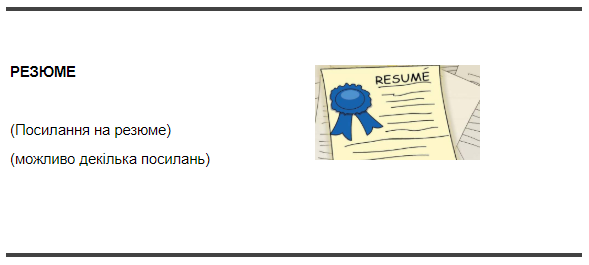 РЕЗЮМЕ
RESUMÉ
(Посилання на резюме)
(можливо декілька посилань)